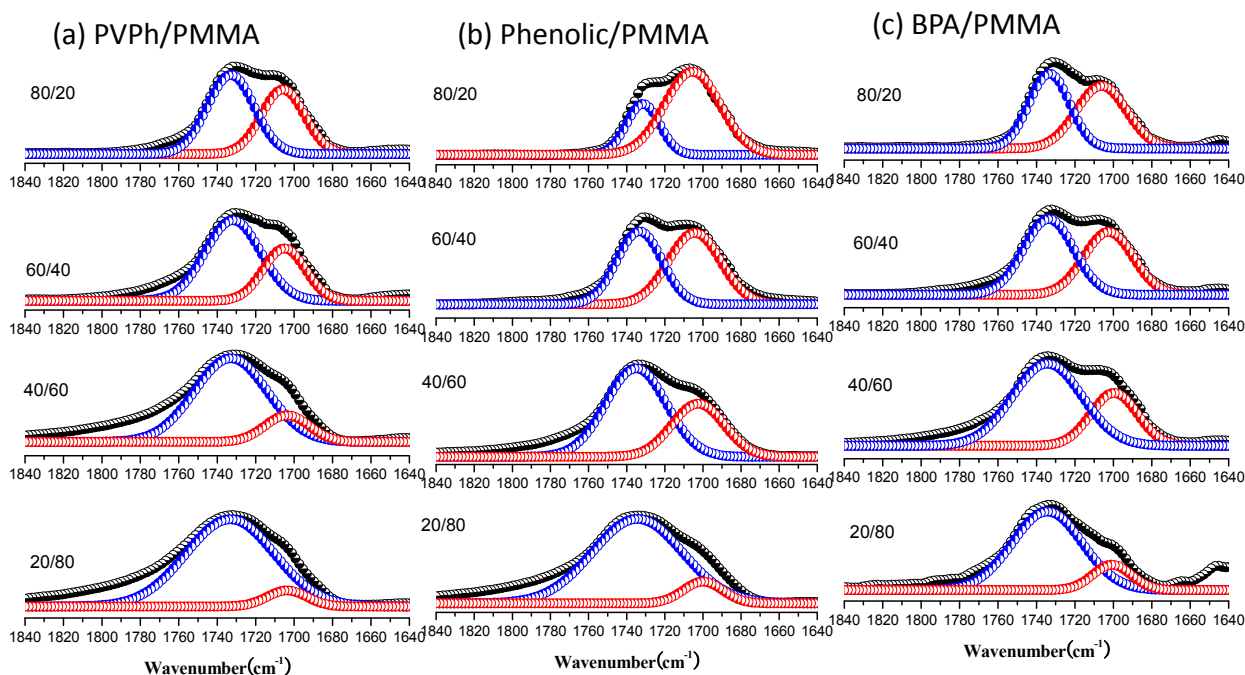 (a) PVPh/PMMA
(b) Phenolic/PMMA
(c) BPA/PMMA
80/20
80/20
80/20
1840 1820 1800 1780 1760 1740 1720 1700 1680 1660 1640
1840 1820 1800 1780 1760 1740 1720 1700 1680 1660 1640
1840 1820 1800 1780 1760 1740 1720 1700 1680 1660 1640
60/40
60/40
60/40
1840 1820 1800 1780 1760 1740 1720 1700 1680 1660 1640
1840 1820 1800 1780 1760 1740 1720 1700 1680 1660 1640
1840 1820 1800 1780 1760 1740 1720 1700 1680 1660 1640
40/60
40/60
40/60
1840 1820 1800 1780 1760 1740 1720 1700 1680 1660 1640
1840 1820 1800 1780 1760 1740 1720 1700 1680 1660 1640
1840 1820 1800 1780 1760 1740 1720 1700 1680 1660 1640
20/80
20/80
20/80
1840 1820 1800 1780 1760 1740 1720 1700 1680 1660 1640
1840 1820 1800 1780 1760 1740 1720 1700 1680 1660 1640
1840 1820 1800 1780 1760 1740 1720 1700 1680 1660 1640
Wavenumber(cm⁻¹)
Wavenumber(cm⁻¹)
Wavenumber(cm⁻¹)